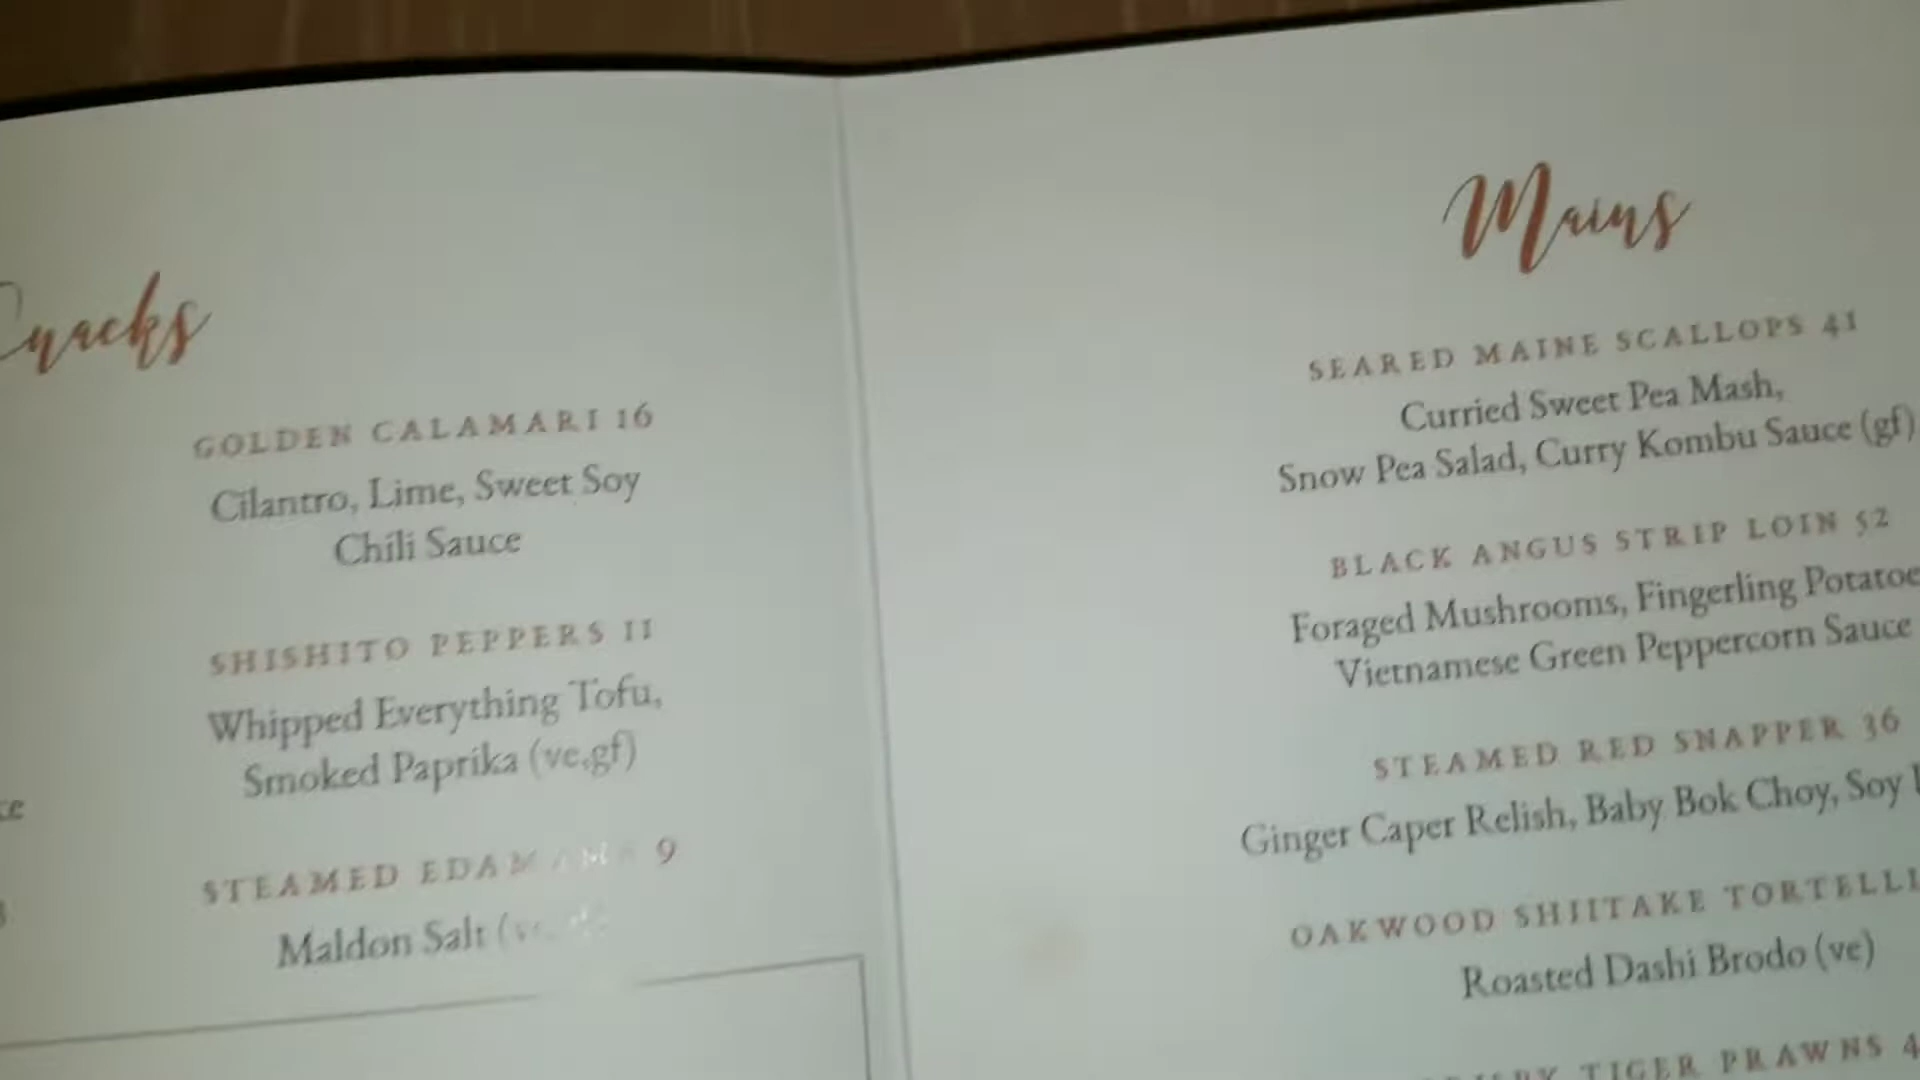 Snacks
GOLDEN CALAMARI 16
Cilantro, Lime, Sweet Soy
Chili Sauce
SHISHITO PEPPERS 11
Whipped Everything Tofu,
Smoked Paprika (ve,gf)
STEAMED 9
Maldon Salt
Mains
SEARED MAINE SCALLOPS 41
Curried Sweet Pea Mash,
Snow Pea Salad, Curry Kombu Sauce (gf)
BLACK ANGUS STRIP LOIN 52
Foraged Mushrooms, Fingerling
Vietnamese Green Peppercorn Sauce
STEAMED RED SNAPPER 36
Ginger Caper Relish, Baby Bok Choy, Soy
OAKWOOD SHIITAKE
Roasted Dashi Brodo (ve)
TIGER PRAWNS